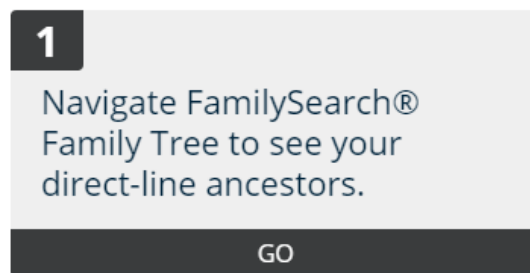 1
Navigate FamilySearch®
Family Tree to see your
direct-line ancestors.
GO